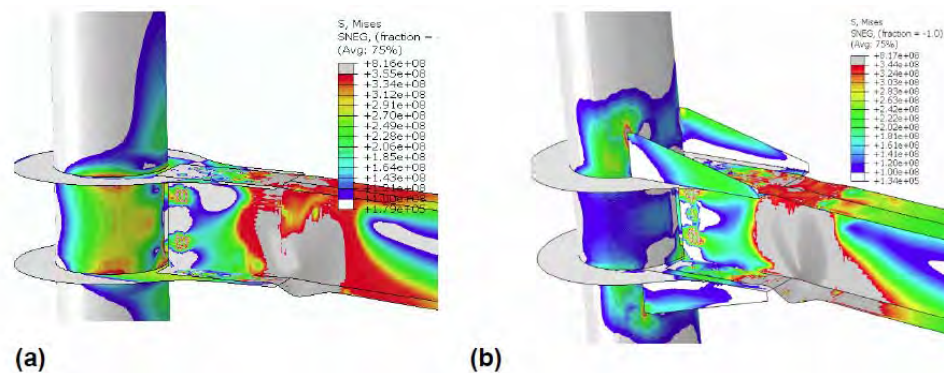 S, Mises
SNEG, (fraction = -
(Avg: 75%)
+8.16e+08
+3.55e+08
+3.34e+08
+3.12e+08
+2.91e+08
+2.70e+08
+2.49e+08
+2.28e+08
+2.06e+08
+1.85e+08
+1.64e+08
+1.43e+08
+1.79e+05
S, Mises
SNEG, (fraction = -1.0)
(Avg: 75%)
+8.17e+08
+3.44e+08
+3.24e+08
+3.03e+08
+2.83e+08
+2.63e+08
+2.42e+08
+2.22e+08
+2.02e+08
+1.81e+08
+1.61e+08
+1.41e+08
+1.20e+08
+1.00e+08
+1.34e+05
(a)
(b)